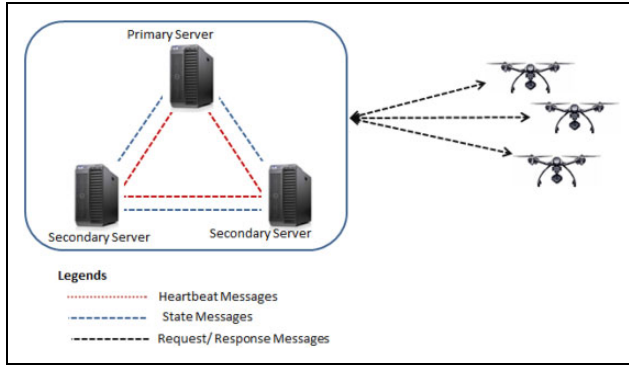 Primary Server
Secondary Server
Secondary Server
Legends
Heartbeat Messages
State Messages
Request/ Response Messages